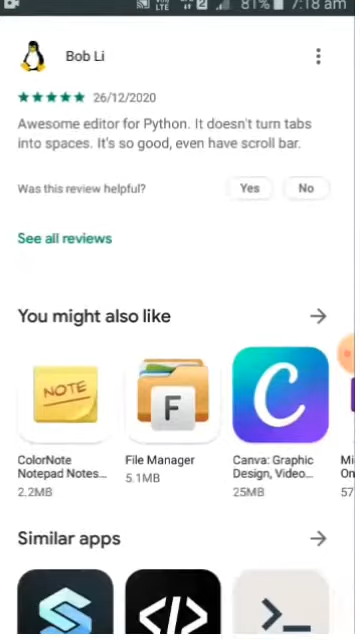 LTE 2 81% 7:18 am
Bob Li
26/12/2020
Awesome editor for Python. It doesn't turn tabs
into spaces. It's so good, even have scroll bar.
Was this review helpful? Yes No
See all reviews
You might also like
NOTE F C
ColorNote File Manager Canva: Graphic
Notepad Notes... 5.1MB Design, Video...
2.2MB 25MB
Similar apps